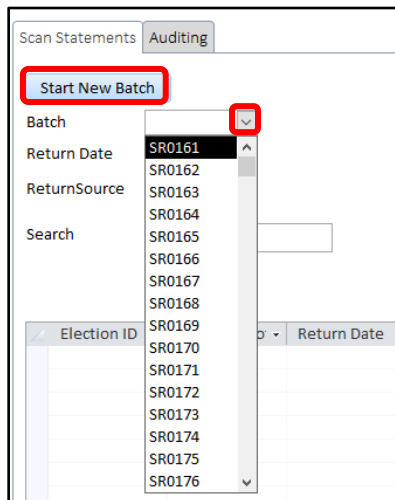 Scan Statements Auditing
Start New Batch
Batch
Return Date
ReturnSource
Search
SR0161
SR0162
SR0163
SR0164
SR0165
SR0166
SR0167
SR0168
SR0169
SR0170
SR0171
SR0172
SR0173
SR0174
SR0175
SR0176
Election ID Return Date